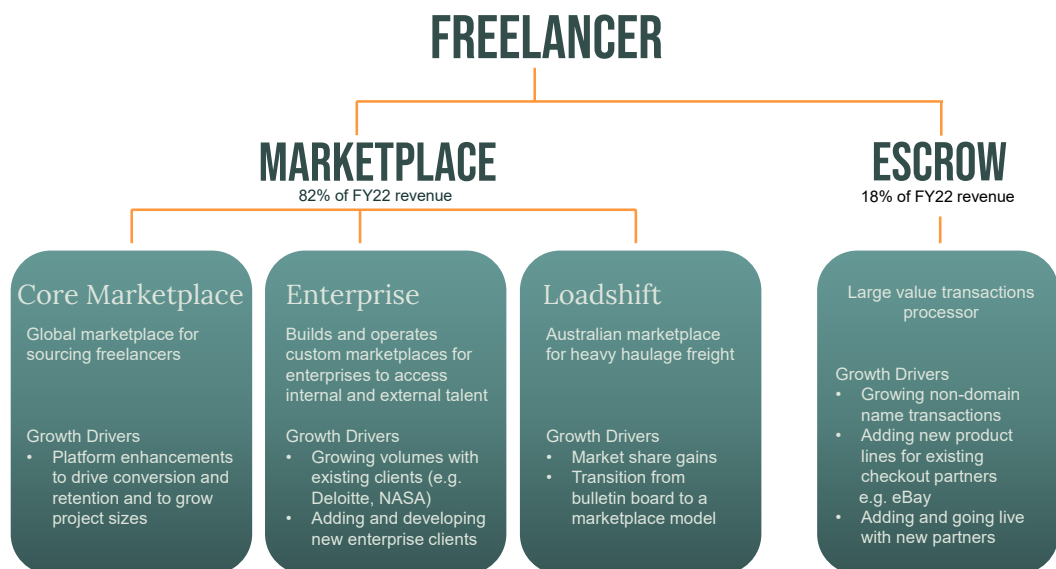 FREELANCER
MARKETPLACE
82% of FY22 revenue
ESCROW
18% of FY22 revenue
Core Marketplace
Global marketplace for
sourcing freelancers
Growth Drivers
• Platform enhancements
to drive conversion and
retention and to grow
project sizes
Enterprise
Builds and operates
custom marketplaces for
enterprises to access
internal and external talent
Growth Drivers
• Growing volumes with
existing clients (e.g.
Deloitte, NASA)
• Adding and developing
new enterprise clients
Loadshift
Australian marketplace
for heavy haulage freight
Growth Drivers
• Market share gains
• Transition from
bulletin board to a
marketplace model
Large value transactions
processor
Growth Drivers
• Growing non-domain
name transactions
• Adding new product
lines for existing
checkout partners
e.g. eBay
• Adding and going live
with new partners